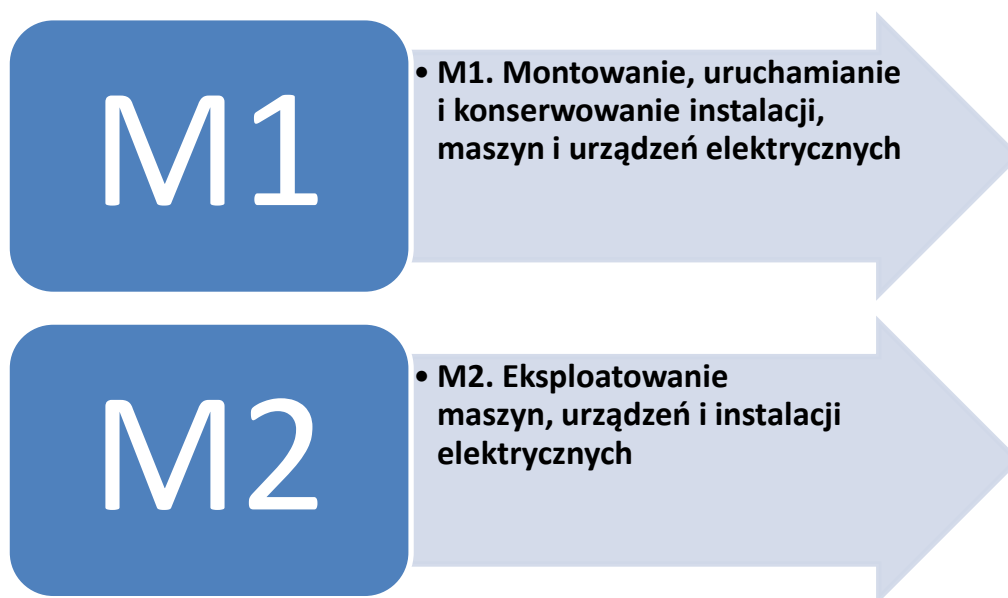 M1
• M1. Montowanie, uruchamianie
i konserwowanie instalacji,
maszyn i urządzeń elektrycznych
M2
• M2. Eksploatowanie
maszyn, urządzeń i instalacji
elektrycznych